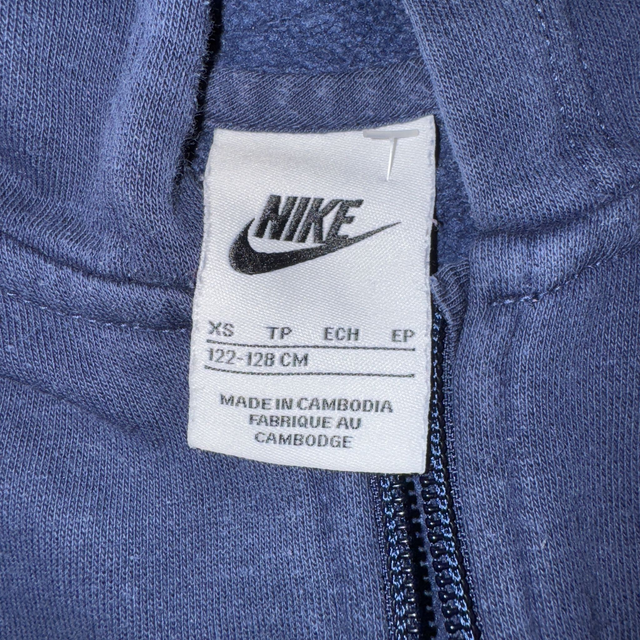 NIKE
XS TP ECH EP
122-128 CM
MADE IN CAMBODIA
FABRIQUE AU
CAMBODGE